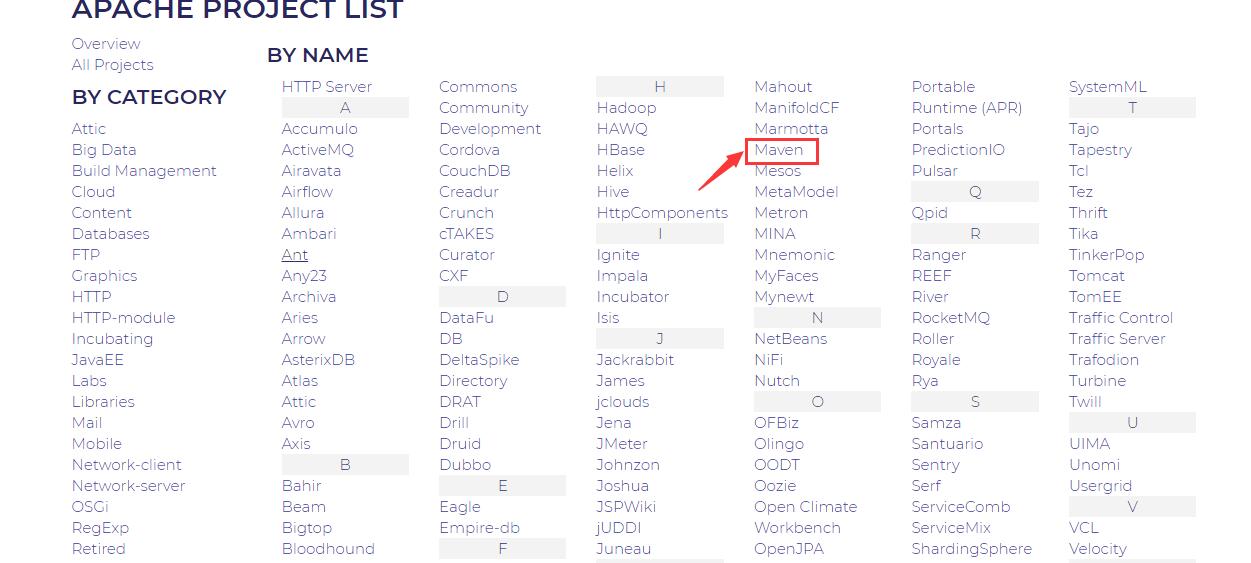 APACHE PROJECT LIST
Overview
All Projects
BY CATEGORY
Attic
Big Data
Build Management
Cloud
Content
Databases
FTP
Graphics
HTTP
HTTP-module
Incubating
JavaEE
Labs
Libraries
Mail
Mobile
Network-client
Network-server
OSGi
RegExp
Retired
BY NAME
HTTP Server
A
Accumulo
ActiveMQ
Airavata
Airflow
Allura
Ambari
Ant
Any23
Archiva
Aries
Arrow
AsterixDB
Atlas
Attic
Avro
Axis
B
Bahir
Beam
Bigtop
Bloodhound
Commons
Community
Development
Cordova
CouchDB
Creadur
Crunch
cTAKES
Curator
CXF
D
DataFu
DB
DeltaSpike
Directory
DRAT
Drill
Druid
Dubbo
E
Eagle
Empire-db
F
H
Hadoop
HAWQ
HBase
Helix
Hive
HttpComponents
I
Ignite
Impala
Incubator
Isis
J
Jackrabbit
James
jclouds
Jena
JMeter
Johnzon
Joshua
JSPWiki
jUDDI
Juneau
Mahout
ManifoldCF
Marmotta
Maven
Mesos
MetaModel
Metron
MINA
Mnemonic
MyFaces
Mynewt
N
NetBeans
NiFi
Nutch
O
OFBiz
Olingo
OODT
Oozie
Open Climate
Workbench
OpenJPA
Portable
Runtime (APR)
Portals
PredictionIO
Pulsar
Q
Qpid
R
Ranger
REEF
River
RocketMQ
Roller
Royale
Rya
S
Samza
Santuario
Sentry
Serf
ServiceComb
ServiceMix
ShardingSphere
SystemML
T
Tajo
Tapestry
Tcl
Tez
Thrift
Tika
TinkerPop
Tomcat
TomEE
Traffic Control
Traffic Server
Trafodion
Turbine
Twill
U
UIMA
Unomi
Usergrid
V
VCL
Velocity